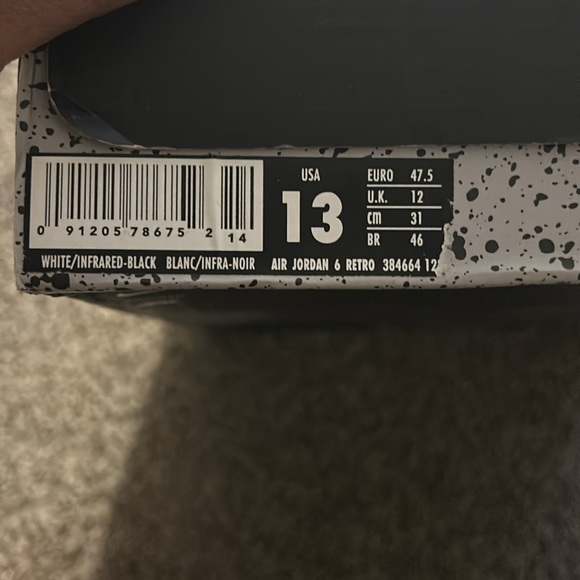 USA
13
EURO 47.5
U.K. 12
cm 31
BR 46
0 91205 78675 2 14
WHITE/INFRARED-BLACK BLANC/INFRA-NOIR AIR JORDAN 6 RETRO 384664 12